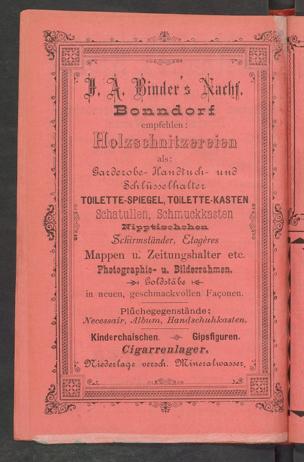 J. A. Binder's Nachf.
Bonndorf
empfehlen:
Holzschnitzereien
als:
Garderobe- Handtuch- und
Schlüsselhalter
TOILETTE-SPIEGEL, TOILETTE-KASTEN
Schatullen, Schmuckkasten
Nipptischchen
Schirmständer, Etagères
Mappen u. Zeitungshalter etc.
Photographie- u. Bilderrahmen.
Goldstäbe
in neuen, geschmackvollen Façonen.
Plüchegegenstände:
Necessair, Album, Handschuhkasten.
Kinderchaischen. Gipsfiguren.
Cigarrenlager.
Niederlage versch. Mineralwasser.